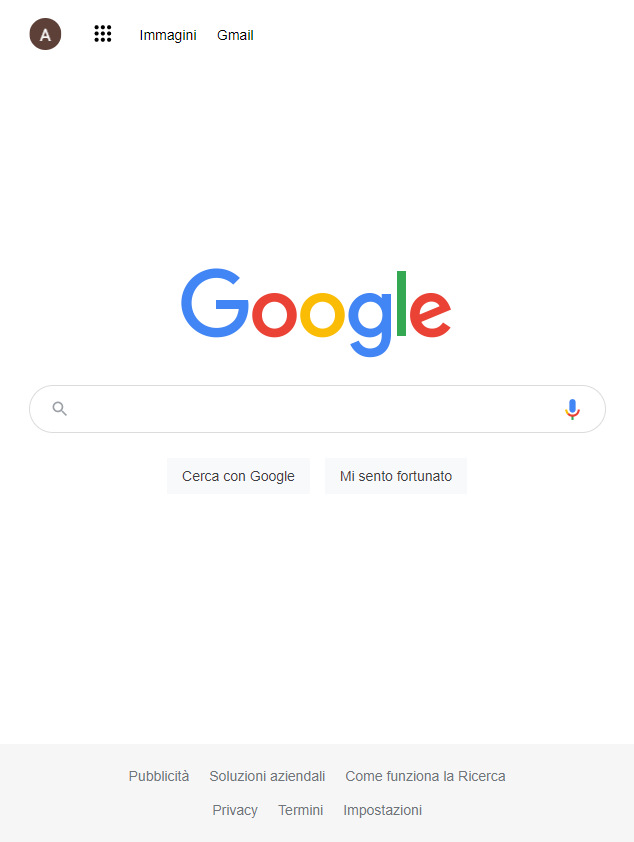 A Immagini Gmail
Google
Cerca con Google Mi sento fortunato
Pubblicità Soluzioni aziendali Come funziona la Ricerca
Privacy Termini Impostazioni